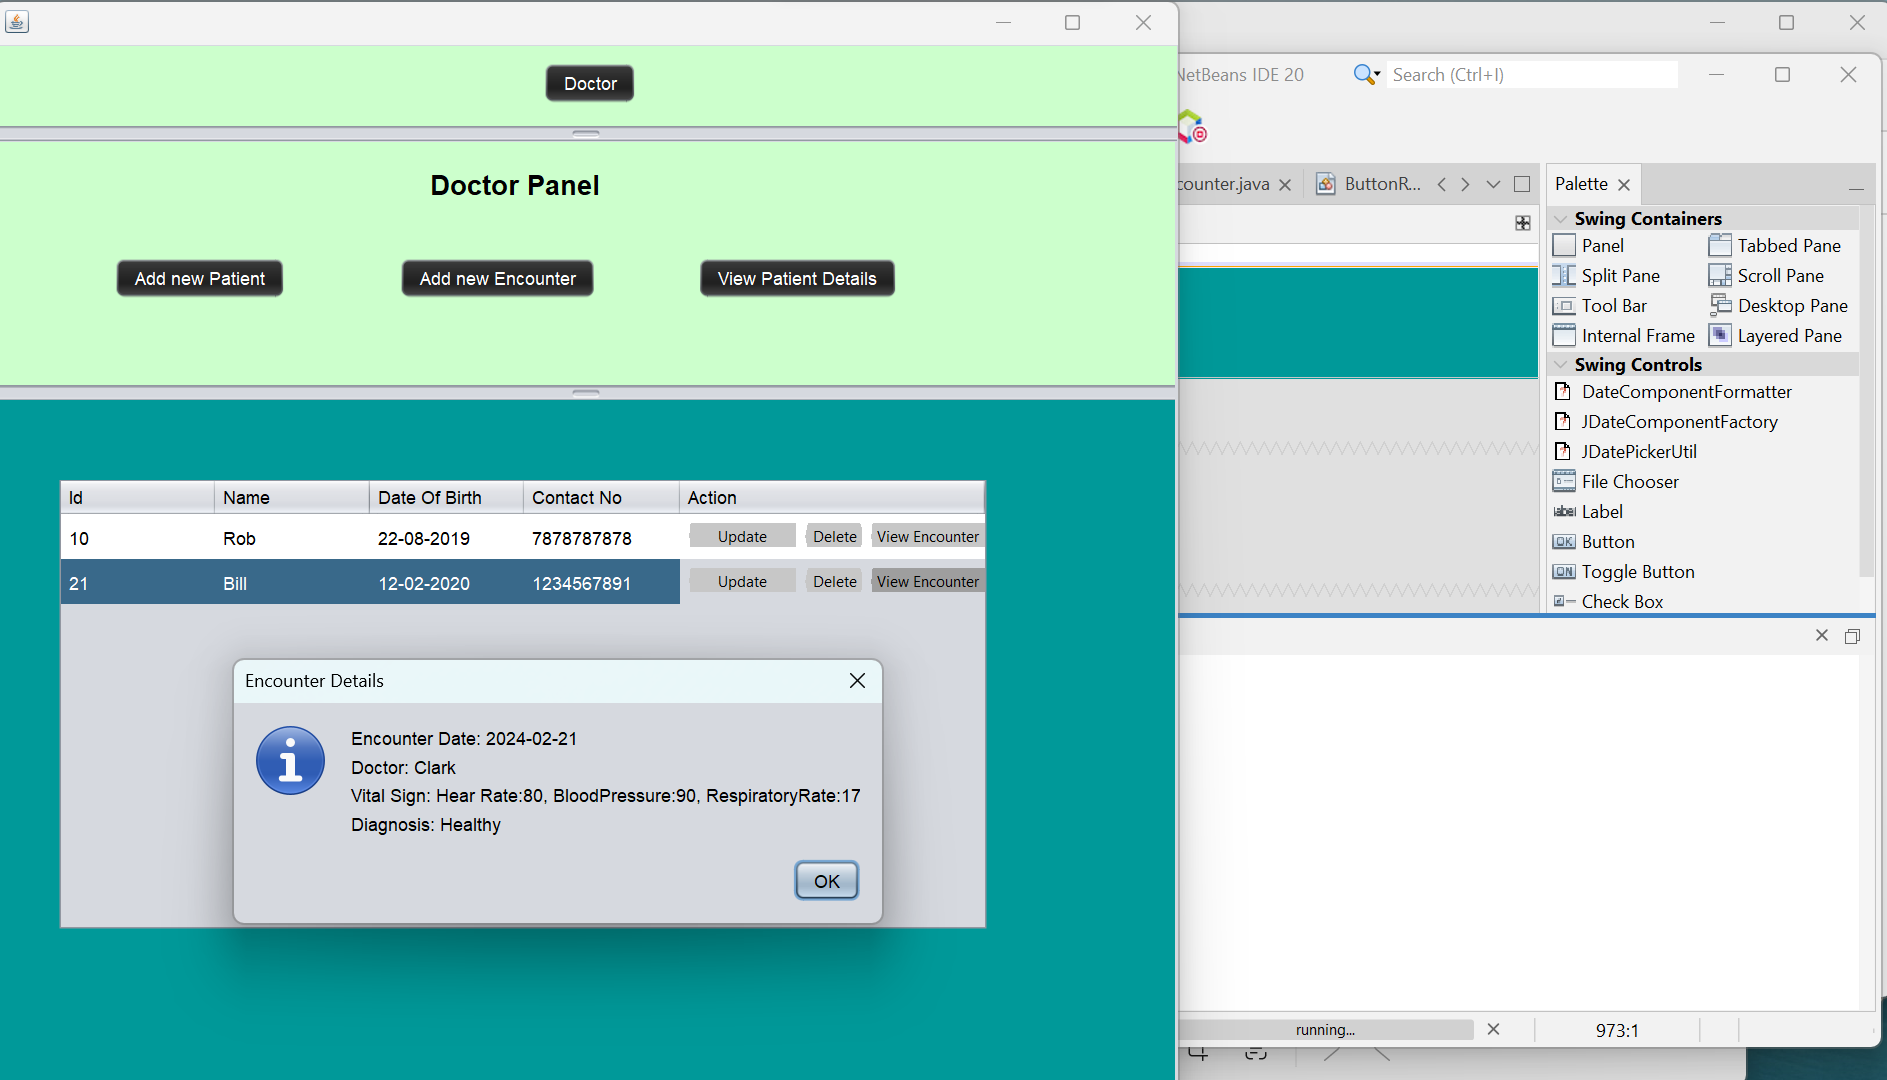 Doctor
Doctor Panel
Add new Patient
Add new Encounter
View Patient Details
Id Name Date Of Birth Contact No Action
10 Rob 22-08-2019 7878787878 Update Delete View Encounter
21 Bill 12-02-2020 1234567891 Update Delete View Encounter
Encounter Details
Encounter Date: 2024-02-21
Doctor: Clark
Vital Sign: Hear Rate:80, BloodPressure:90, RespiratoryRate:17
Diagnosis: Healthy
OK
NetBeans IDE 20
Search (Ctrl+I)
counter.java
ButtonR...
Palette
Swing Containers
Panel Tabbed Pane
Split Pane Scroll Pane
Tool Bar Desktop Pane
Internal Frame Layered Pane
Swing Controls
DateComponentFormatter
JDateComponentFactory
JDatePickerUtil
File Chooser
label Label
OK Button
ON Toggle Button
Check Box
running...
973:1